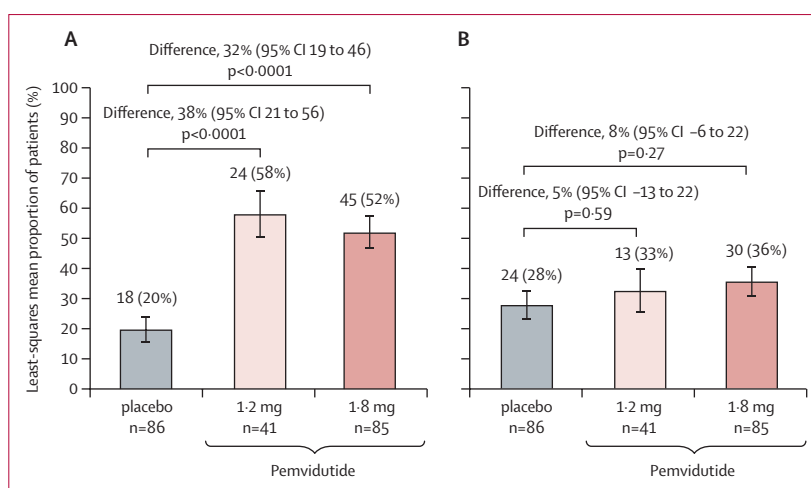 A
Difference, 32% (95% CI 19 to 46)
p<0·0001
Difference, 38% (95% CI 21 to 56)
p<0·0001
Least-squares mean proportion of patients (%)
100
90
80
70
60
50
40
30
20
10
0
18 (20%)
24 (58%)
45 (52%)
placebo
n=86
1·2 mg
n=41
1·8 mg
n=85
Pemvidutide
B
Difference, 8% (95% CI –6 to 22)
p=0·27
Difference, 5% (95% CI –13 to 22)
p=0·59
24 (28%)
13 (33%)
30 (36%)
placebo
n=86
1·2 mg
n=41
1·8 mg
n=85
Pemvidutide